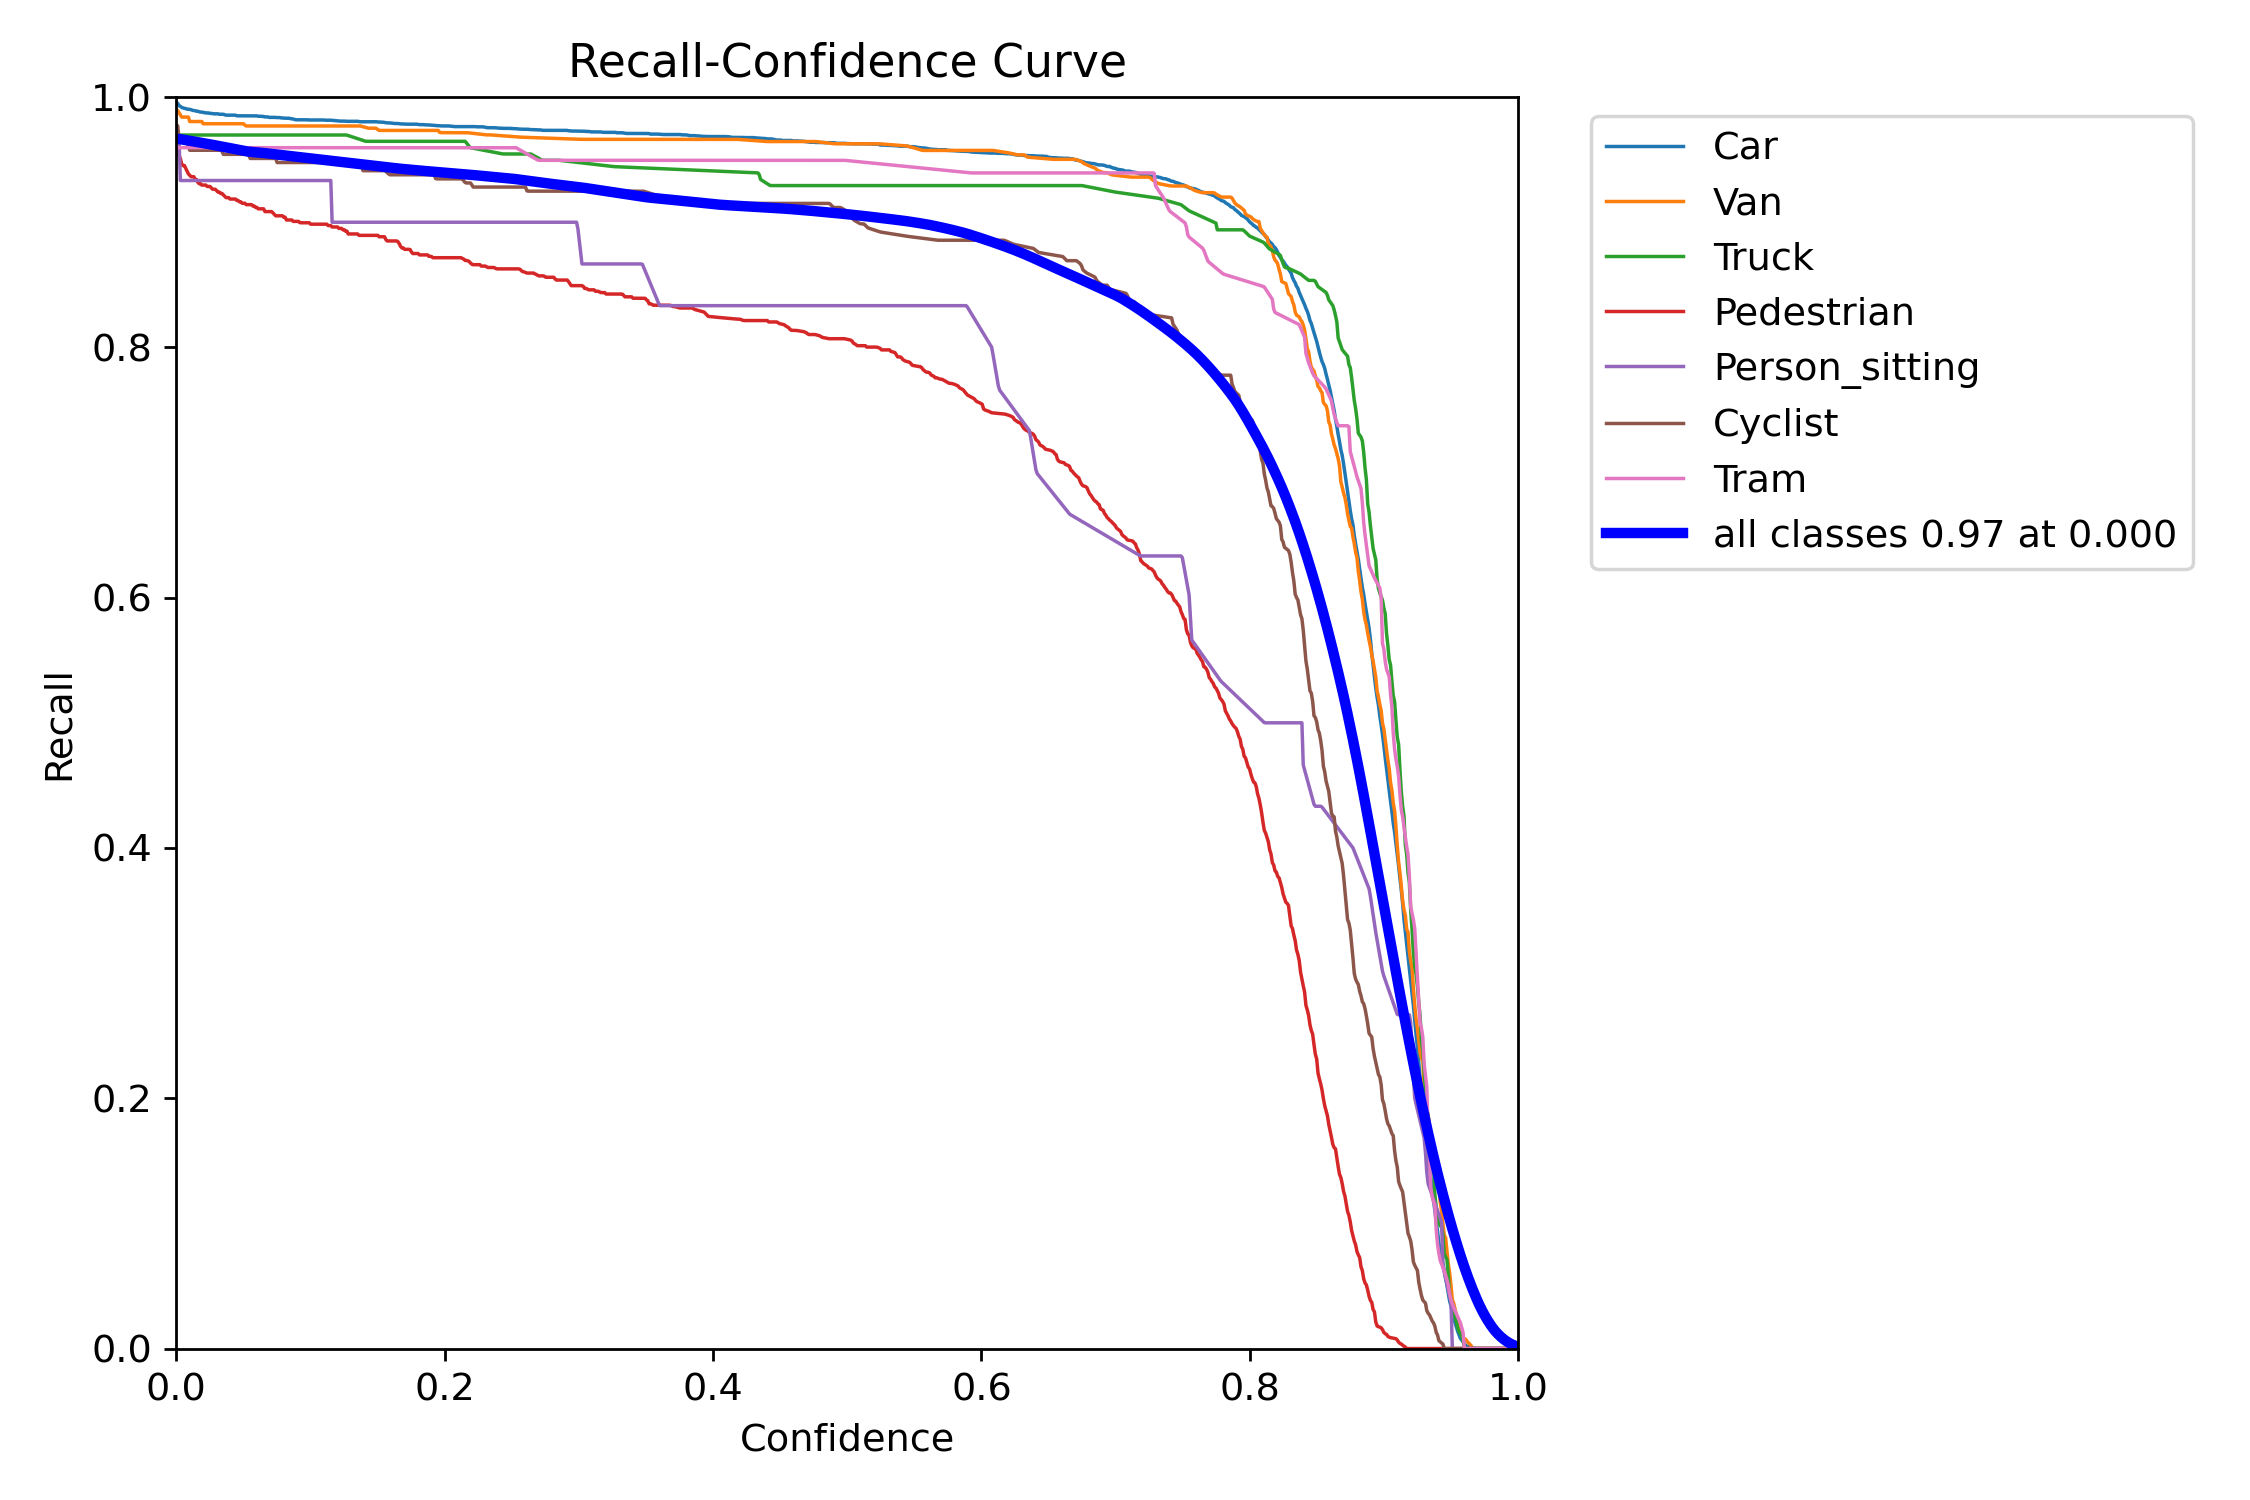 Recall-Confidence Curve
1.0
0.8
0.6
0.4
0.2
0.0
Recall
0.0 0.2 0.4 0.6 0.8 1.0
Confidence
Car
Van
Truck
Pedestrian
Person_sitting
Cyclist
Tram
all classes 0.97 at 0.000